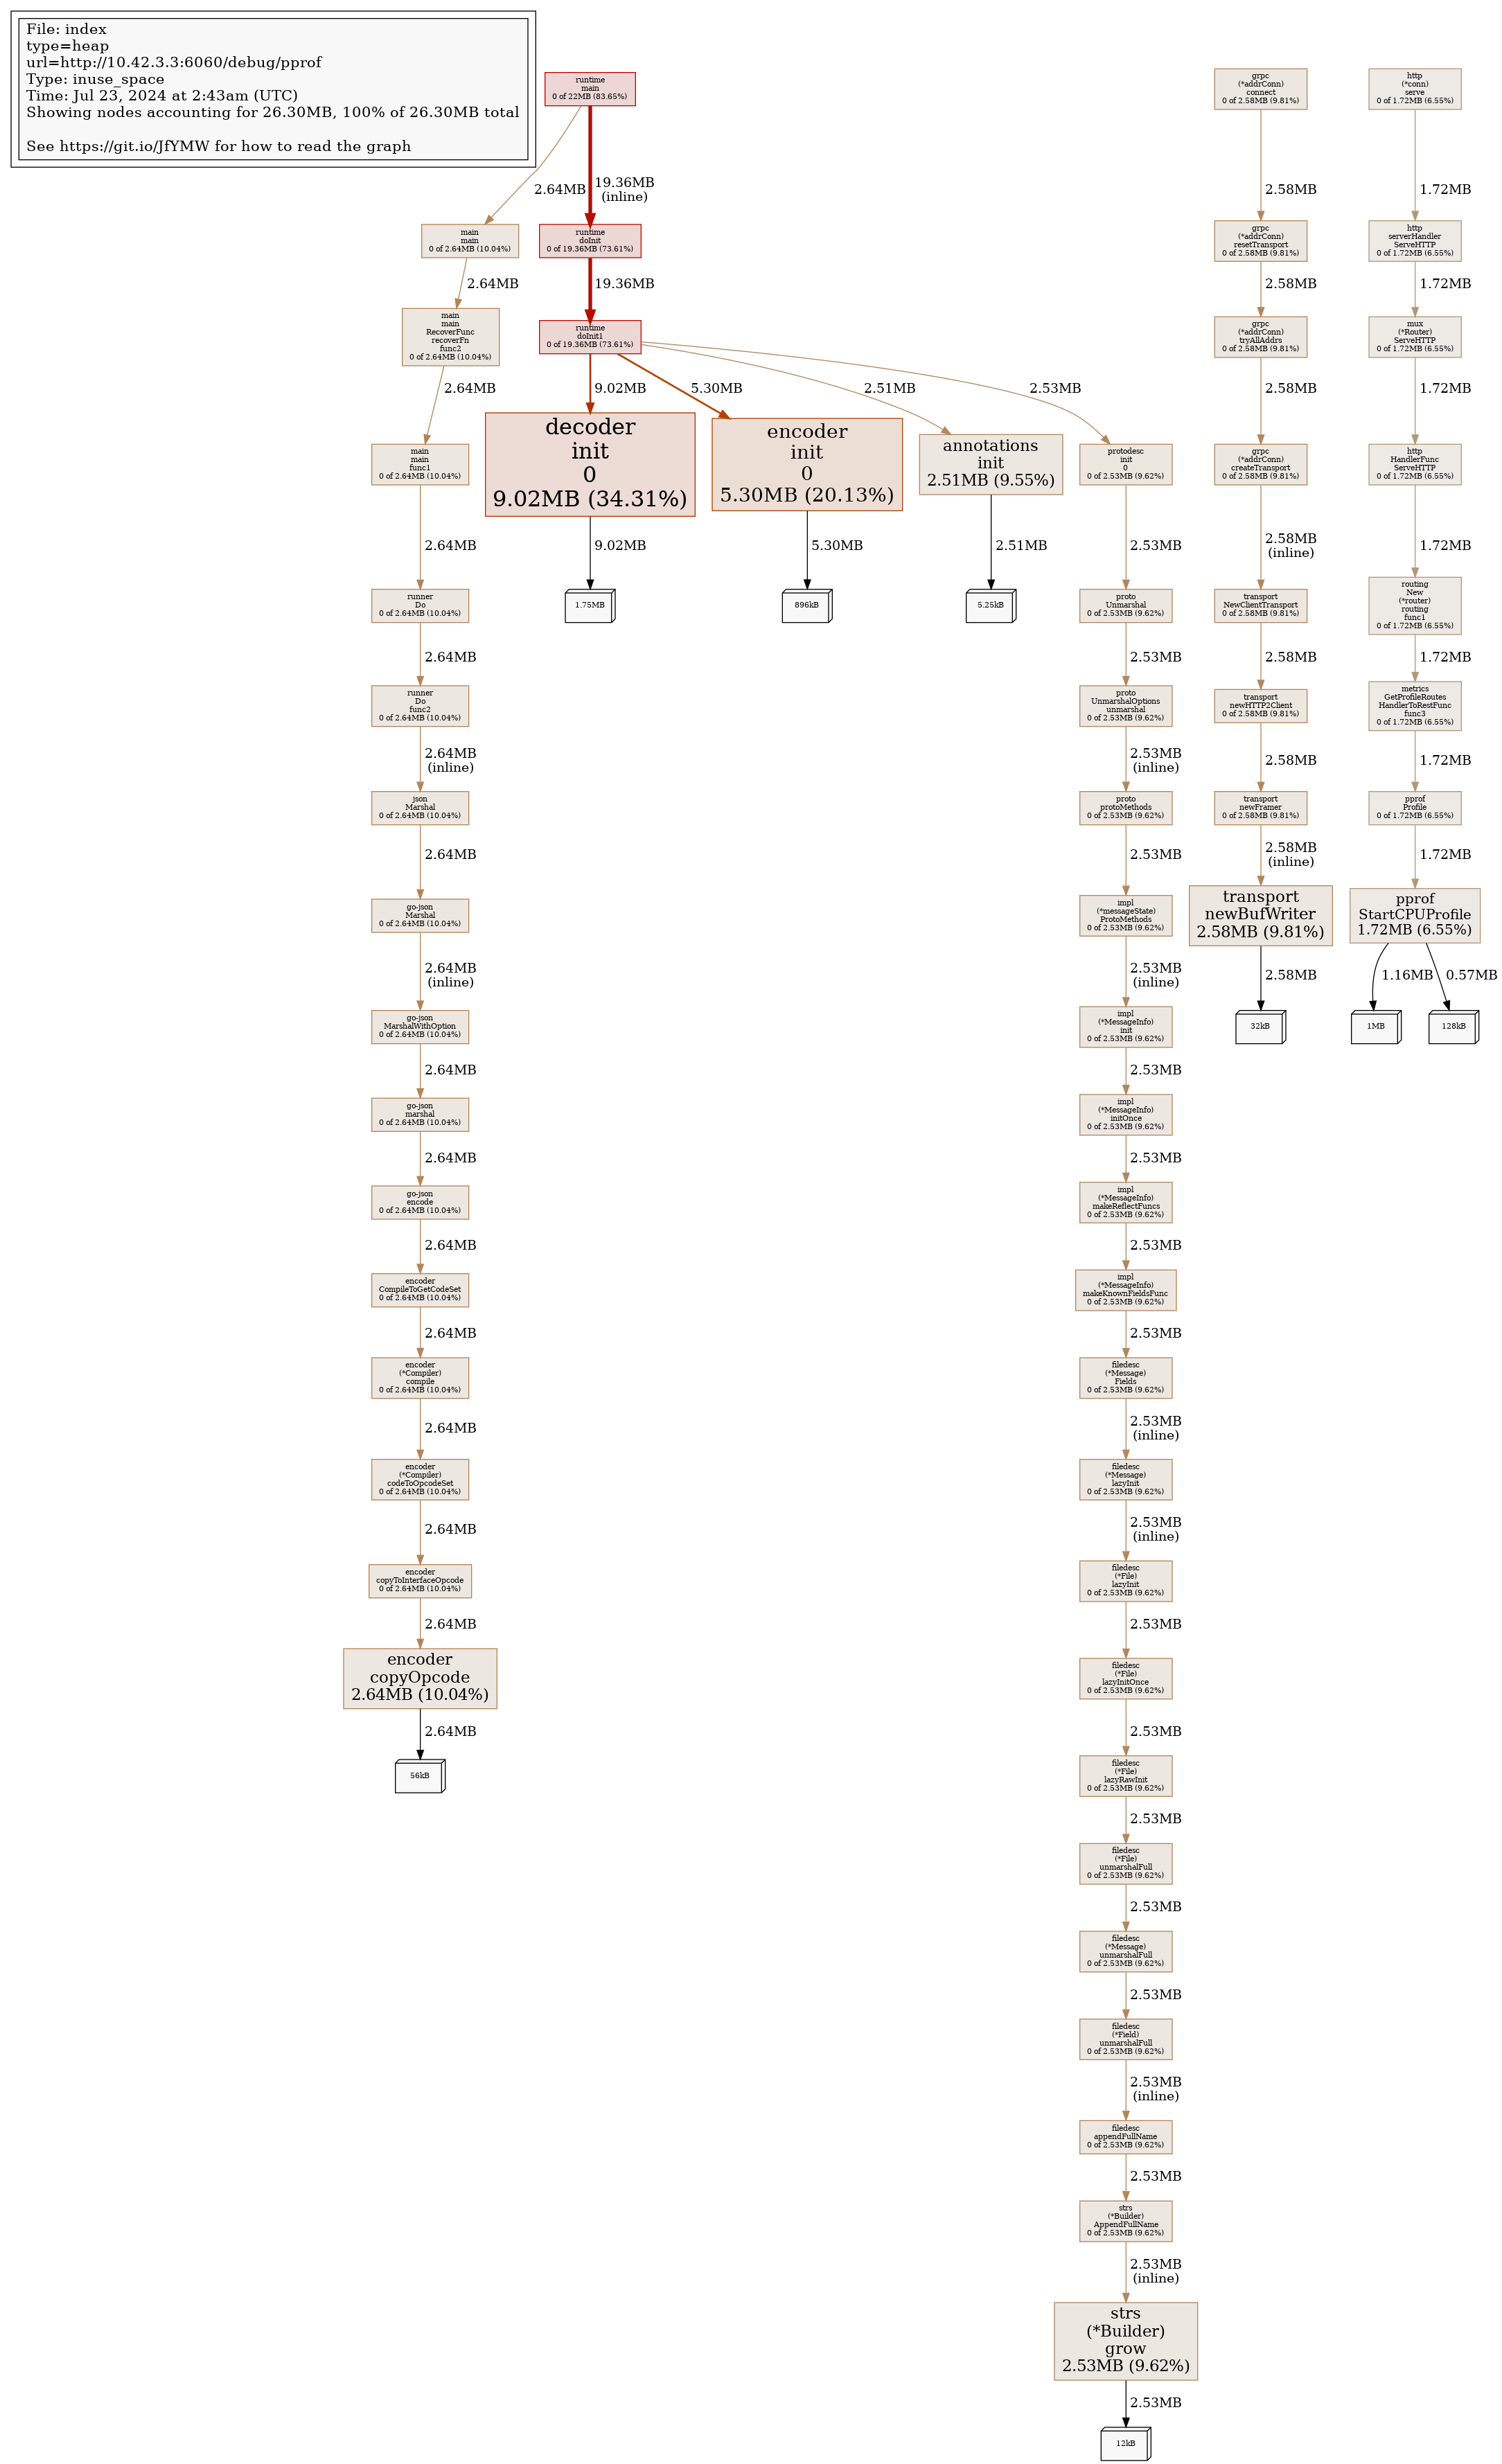 File: index
type=heap
url=http://10.42.3.3:6060/debug/pprof
Type: inuse_space
Time: Jul 23, 2024 at 2:43am (UTC)
Showing nodes accounting for 26.30MB, 100% of 26.30MB total
See https://git.io/JfYMW for how to read the graph
runtime
main
0 of 22MB (83.65%)
2.64MB
19.36MB
(inline)
main
main
0 of 2.64MB (10.04%)
2.64MB
main
main
RecoverFunc
recoverFn
func2
0 of 2.64MB (10.04%)
2.64MB
main
main
func1
0 of 2.64MB (10.04%)
2.64MB
runner
Do
0 of 2.64MB (10.04%)
2.64MB
runner
Do
func2
0 of 2.64MB (10.04%)
2.64MB
(inline)
json
Marshal
0 of 2.64MB (10.04%)
2.64MB
go-json
Marshal
0 of 2.64MB (10.04%)
2.64MB
(inline)
go-json
MarshalWithOption
0 of 2.64MB (10.04%)
2.64MB
go-json
marshal
0 of 2.64MB (10.04%)
2.64MB
go-json
encode
0 of 2.64MB (10.04%)
2.64MB
encoder
CompileToGetCodeSet
0 of 2.64MB (10.04%)
2.64MB
encoder
(*Compiler)
compile
0 of 2.64MB (10.04%)
2.64MB
encoder
(*Compiler)
codeToOpcodeSet
0 of 2.64MB (10.04%)
2.64MB
encoder
copyToInterfaceOpcode
0 of 2.64MB (10.04%)
2.64MB
encoder
copyOpcode
2.64MB (10.04%)
2.64MB
56kB
runtime
doInit
0 of 19.36MB (73.61%)
19.36MB
runtime
doInit1
0 of 19.36MB (73.61%)
9.02MB
5.30MB
2.51MB
2.53MB
decoder
init
0
9.02MB (34.31%)
9.02MB
1.75MB
encoder
init
0
5.30MB (20.13%)
5.30MB
896kB
annotations
init
2.51MB (9.55%)
2.51MB
5.25kB
protodesc
init
0
0 of 2.53MB (9.62%)
2.53MB
proto
Unmarshal
0 of 2.53MB (9.62%)
2.53MB
proto
UnmarshalOptions
unmarshal
0 of 2.53MB (9.62%)
2.53MB
(inline)
proto
protoMethods
0 of 2.53MB (9.62%)
2.53MB
impl
(*messageState)
ProtoMethods
0 of 2.53MB (9.62%)
2.53MB
(inline)
impl
(*MessageInfo)
init
0 of 2.53MB (9.62%)
2.53MB
impl
(*MessageInfo)
initOnce
0 of 2.53MB (9.62%)
2.53MB
impl
(*MessageInfo)
makeReflectFuncs
0 of 2.53MB (9.62%)
2.53MB
impl
(*MessageInfo)
makeKnownFieldsFunc
0 of 2.53MB (9.62%)
2.53MB
filedesc
(*Message)
Fields
0 of 2.53MB (9.62%)
2.53MB
(inline)
filedesc
(*Message)
lazyInit
0 of 2.53MB (9.62%)
2.53MB
(inline)
filedesc
(*File)
lazyInit
0 of 2.53MB (9.62%)
2.53MB
filedesc
(*File)
lazyInitOnce
0 of 2.53MB (9.62%)
2.53MB
filedesc
(*File)
lazyRawInit
0 of 2.53MB (9.62%)
2.53MB
filedesc
(*File)
unmarshalFull
0 of 2.53MB (9.62%)
2.53MB
filedesc
(*Message)
unmarshalFull
0 of 2.53MB (9.62%)
2.53MB
filedesc
(*Field)
unmarshalFull
0 of 2.53MB (9.62%)
2.53MB
(inline)
filedesc
appendFullName
0 of 2.53MB (9.62%)
2.53MB
strs
(*Builder)
AppendFullName
0 of 2.53MB (9.62%)
2.53MB
(inline)
strs
(*Builder)
grow
2.53MB (9.62%)
2.53MB
12kB
grpc
(*addrConn)
connect
0 of 2.58MB (9.81%)
2.58MB
grpc
(*addrConn)
resetTransport
0 of 2.58MB (9.81%)
2.58MB
grpc
(*addrConn)
tryAllAddrs
0 of 2.58MB (9.81%)
2.58MB
grpc
(*addrConn)
createTransport
0 of 2.58MB (9.81%)
2.58MB
(inline)
transport
NewClientTransport
0 of 2.58MB (9.81%)
2.58MB
transport
newHTTP2Client
0 of 2.58MB (9.81%)
2.58MB
transport
newFramer
0 of 2.58MB (9.81%)
2.58MB
(inline)
transport
newBufWriter
2.58MB (9.81%)
2.58MB
32kB
http
(*conn)
serve
0 of 1.72MB (6.55%)
1.72MB
http
serverHandler
ServeHTTP
0 of 1.72MB (6.55%)
1.72MB
mux
(*Router)
ServeHTTP
0 of 1.72MB (6.55%)
1.72MB
http
HandlerFunc
ServeHTTP
0 of 1.72MB (6.55%)
1.72MB
routing
New
(*router)
routing
func1
0 of 1.72MB (6.55%)
1.72MB
metrics
GetProfileRoutes
HandlerToRestFunc
func3
0 of 1.72MB (6.55%)
1.72MB
pprof
Profile
0 of 1.72MB (6.55%)
1.72MB
pprof
StartCPUProfile
1.72MB (6.55%)
1.16MB
0.57MB
1MB
128kB